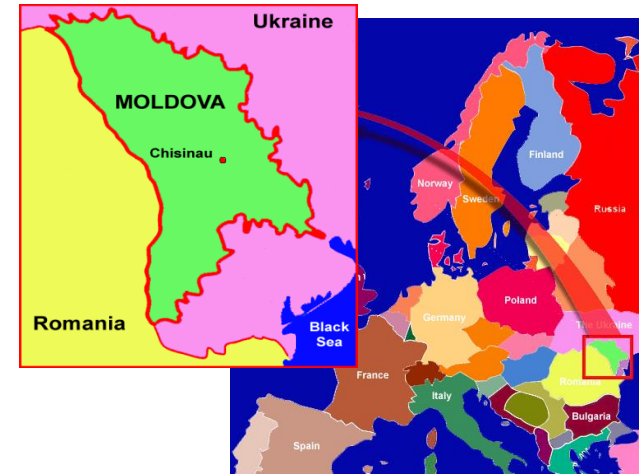 Ukraine
MOLDOVA
Chisinau
Romania
Black
Sea
Finland
Norway
Sweden
Russia
Poland
Germany
The Ukraine
France
Romania
Italy
Bulgaria
Spain